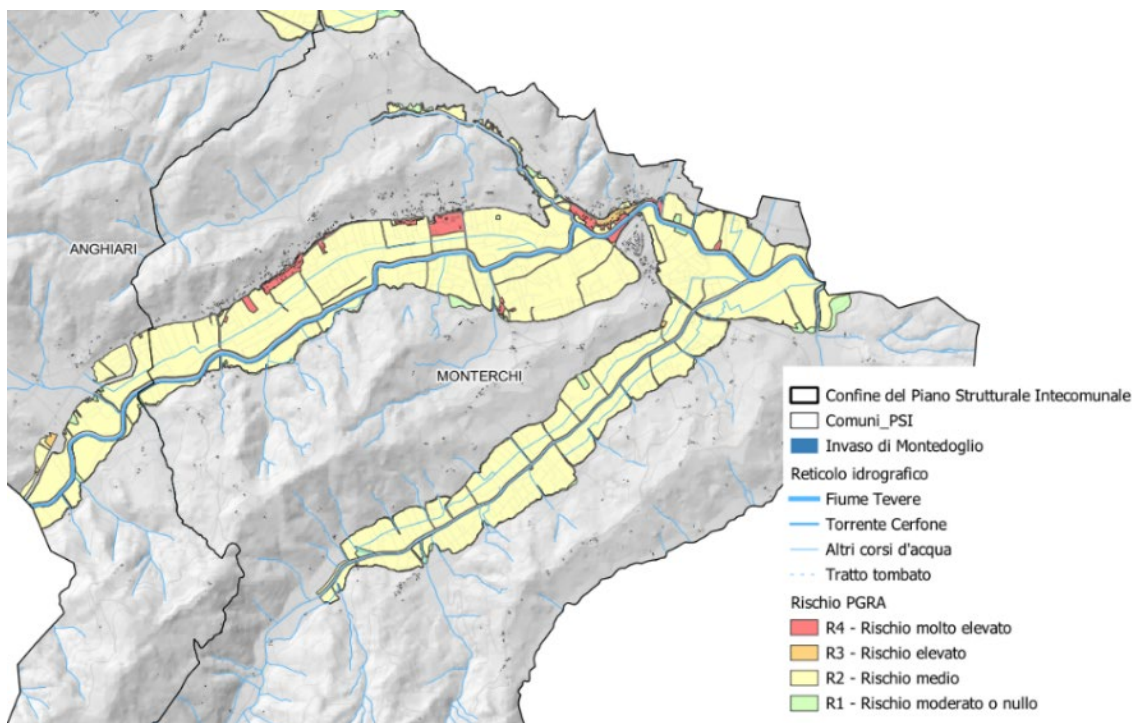 ANGHIARI
MONTERCHI
Confine del Piano Strutturale Intecomunale
Comuni_PSI
Invaso di Montedoglio
Reticolo idrografico
Fiume Tevere
Torrente Cerfone
Altri corsi d'acqua
Tratto tombato
Rischio PGRA
R4 - Rischio molto elevato
R3 - Rischio elevato
R2 - Rischio medio
R1 - Rischio moderato o nullo